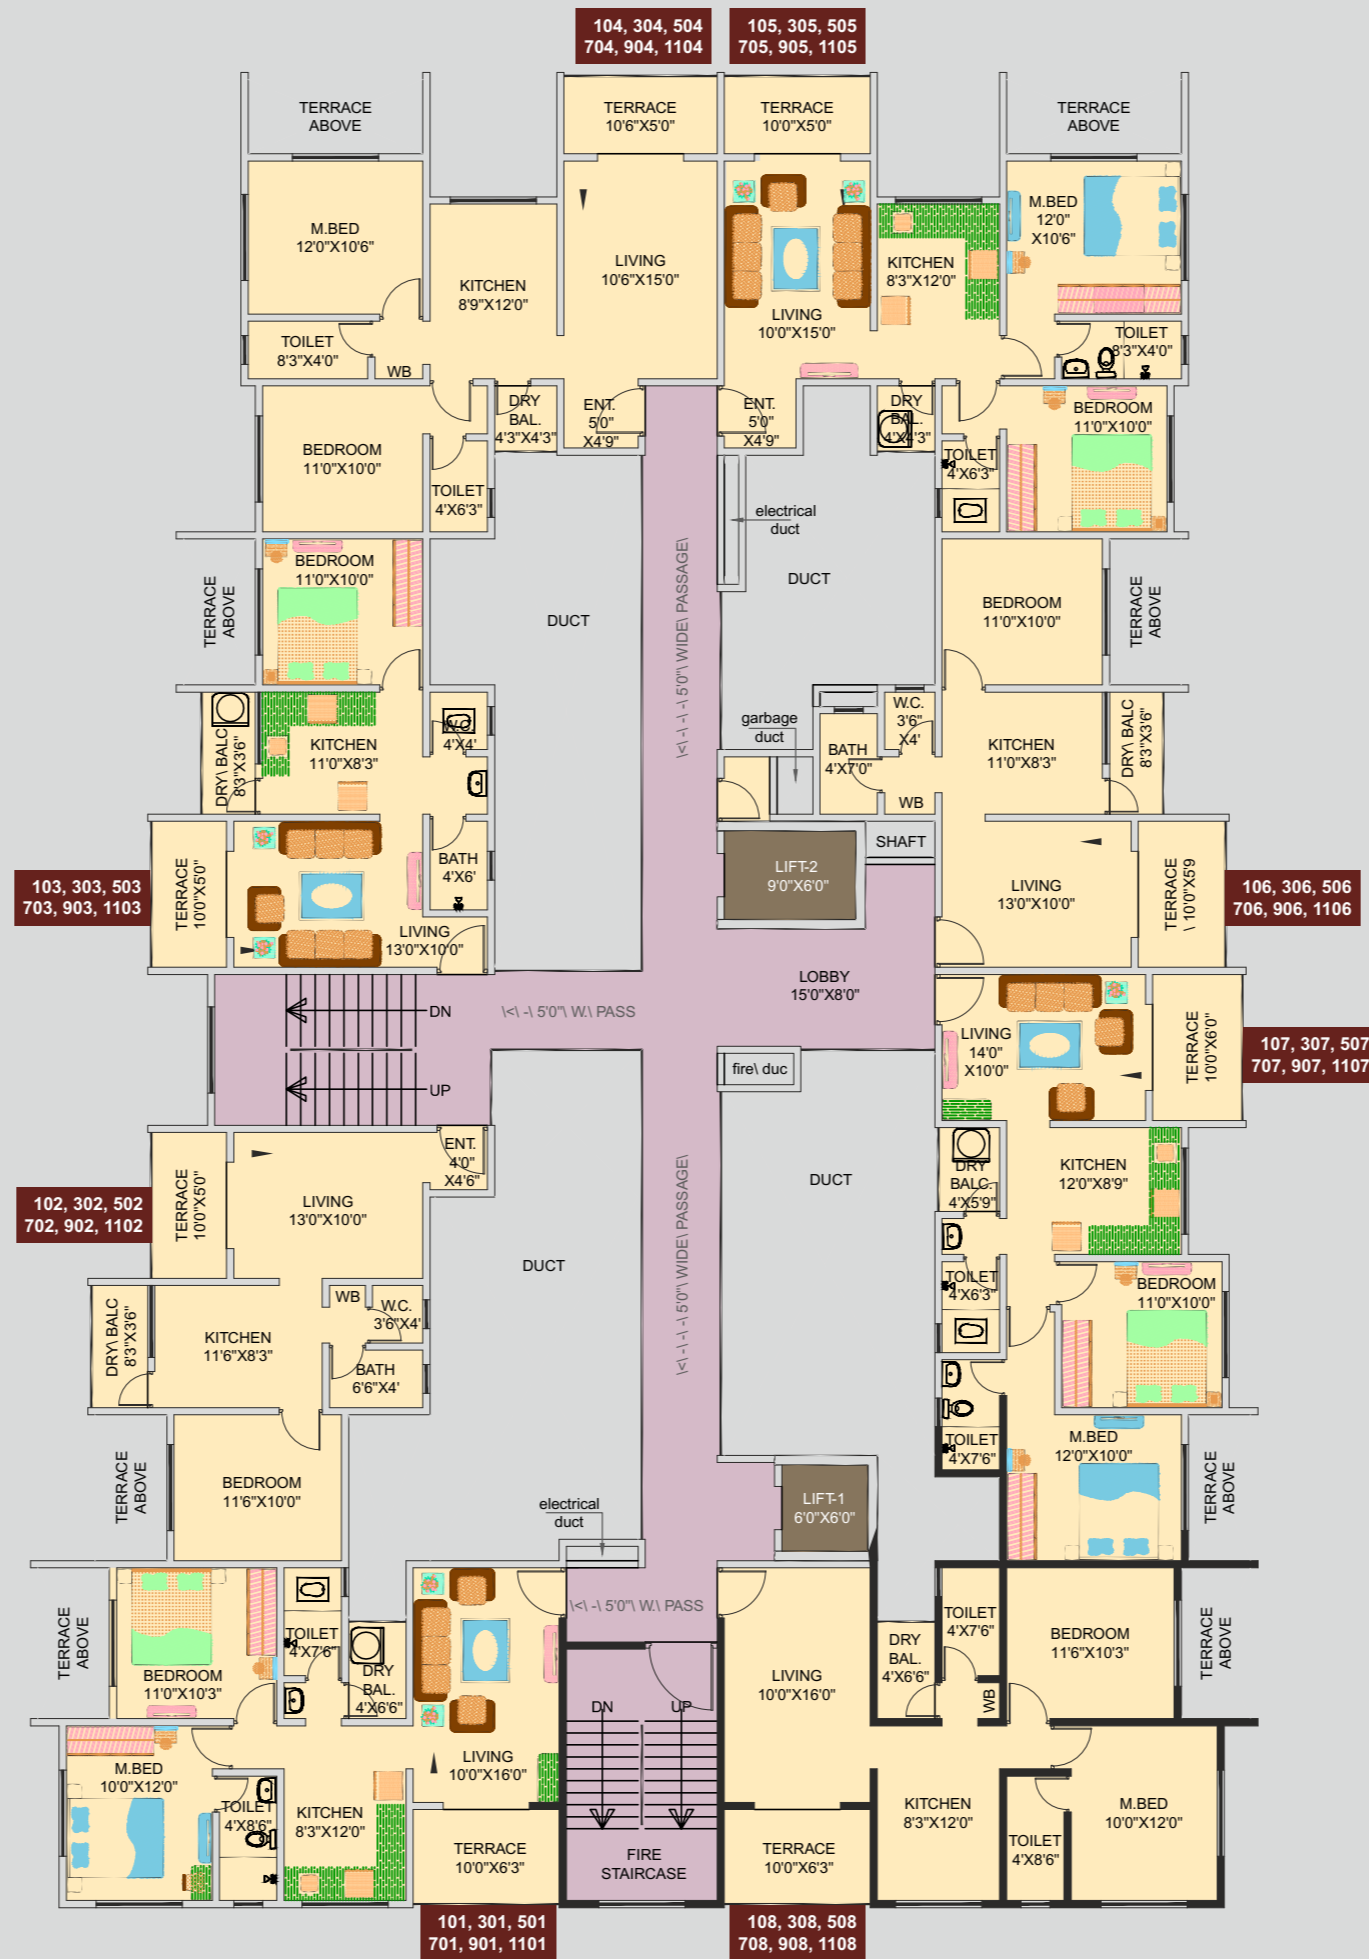 104, 304, 504
704, 904, 1104
105, 305, 505
705, 905, 1105
TERRACE
ABOVE
TERRACE
10'6"X5'0"
TERRACE
10'0"X5'0"
TERRACE
ABOVE
M.BED
12'0"X10'6"
KITCHEN
8'9"X12'0"
LIVING
10'6"X15'0"
LIVING
10'0"X15'0"
KITCHEN
8'3"X12'0"
M.BED
12'0"
X10'6"
TOILET
8'3"X4'0"
WB
TOILET
8'3"X4'0"
BEDROOM
11'0"X10'0"
TOILET
4'X6'3"
DRY
BAL.
4'3"X4'3"
ENT.
5'0"
X4'9"
ENT.
5'0"
X4'9"
DRY
BAL.
4'X4'3"
TOILET
4'X6'3"
BEDROOM
11'0"X10'0"
electrical
duct
DUCT
DUCT
\<\ -\ -\ -\ 5'0"\ WIDE\ PASSAGE\
TERRACE
ABOVE
BEDROOM
11'0"X10'0"
BEDROOM
11'0"X10'0"
TERRACE
ABOVE
DRY\ BALC
8'3"X3'6"
KITCHEN
11'0"X8'3"
W.C.
4'X4'
garbage
duct
BATH
4'X7'0"
W.C.
3'6"
X4'
WB
KITCHEN
11'0"X8'3"
DRY\ BALC
8'3"X3'6"
103, 303, 503
703, 903, 1103
TERRACE
10'0"X5'0"
LIVING
13'0"X10'0"
BATH
4'X6'
LIFT-2
9'0"X6'0"
SHAFT
LIVING
13'0"X10'0"
TERRACE
\ 10'0"X5'9
106, 306, 506
706, 906, 1106
DN
UP
\<\ -\ 5'0"\ W.\ PASS
LOBBY
15'0"X8'0"
fire\ duc
LIVING
14'0"
X10'0"
TERRACE
10'0"X6'0"
107, 307, 507
707, 907, 1107
102, 302, 502
702, 902, 1102
TERRACE
10'0"X5'0"
LIVING
13'0"X10'0"
ENT.
4'0"
X4'6"
DUCT
DUCT
\<\ -\ -\ -\ 5'0"\ WIDE\ PASSAGE\
DRY
BALC.
4'X5'9"
KITCHEN
12'0"X8'9"
DRY\ BALC
8'3"X3'6"
KITCHEN
11'6"X8'3"
WB
W.C.
3'6"X4'
BATH
6'6"X4'
TOILET
4'X6'3"
BEDROOM
11'0"X10'0"
TERRACE
ABOVE
BEDROOM
11'6"X10'0"
TOILET
4'X7'6"
M.BED
12'0"X10'0"
TERRACE
ABOVE
electrical
duct
LIFT-1
6'0"X6'0"
TERRACE
ABOVE
BEDROOM
11'0"X10'3"
TOILET
4'X7'6"
DRY
BAL.
4'X6'6"
\<\ -\ 5'0"\ W.\ PASS
LIVING
10'0"X16'0"
DRY
BAL.
4'X6'6"
TOILET
4'X7'6"
WB
BEDROOM
11'6"X10'3"
TERRACE
ABOVE
DN
UP
M.BED
10'0"X12'0"
TOILET
4'X8'6"
KITCHEN
8'3"X12'0"
LIVING
10'0"X16'0"
TERRACE
10'0"X6'3"
FIRE
STAIRCASE
TERRACE
10'0"X6'3"
KITCHEN
8'3"X12'0"
TOILET
4'X8'6"
M.BED
10'0"X12'0"
101, 301, 501
701, 901, 1101
108, 308, 508
708, 908, 1108